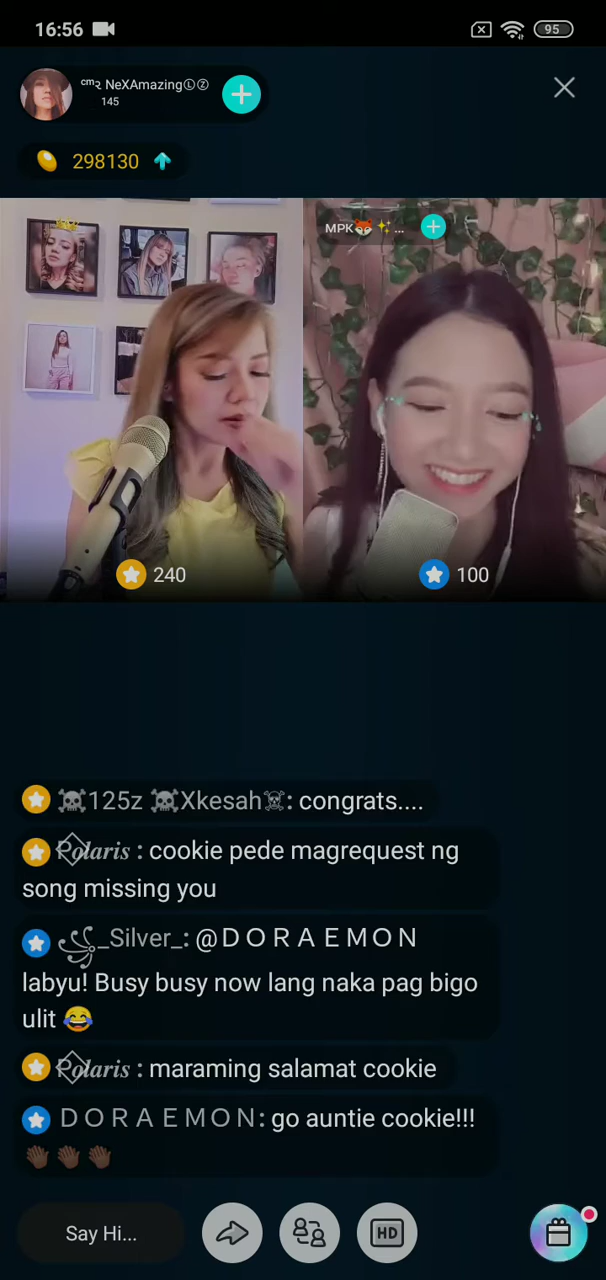 16:56
95
ᶜᵐ২ NeXAmazingⓁⓏ
145
298130
MPK🦊✨...
240
100
☠125z ☠Xkesah☠: congrats....
Polaris : cookie pede magrequest ng
song missing you
_Silver_: @D O R A E M O N
labyu! Busy busy now lang naka pag bigo
ulit 😂
Polaris : maraming salamat cookie
D O R A E M O N: go auntie cookie!!!
👋🏾 👋🏾 👋🏾
Say Hi...
HD